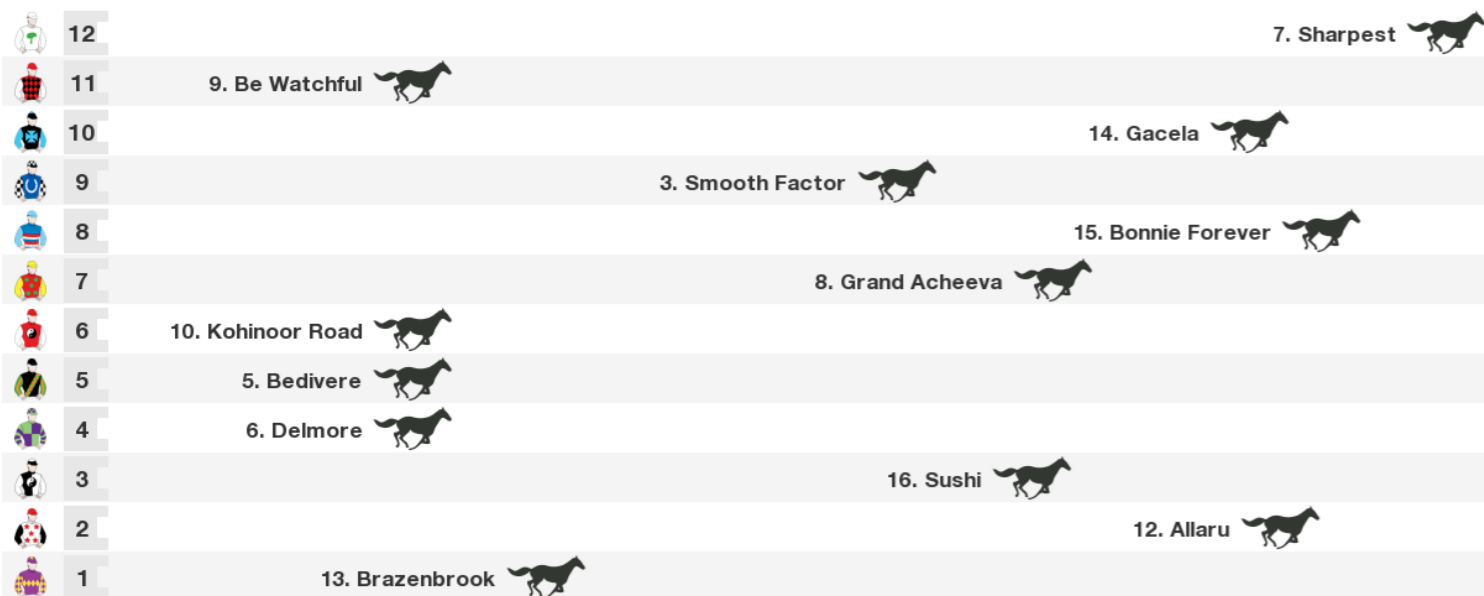 12 7. Sharpest
11 9. Be Watchful
10 14. Gacela
9 3. Smooth Factor
8 15. Bonnie Forever
7 8. Grand Acheeva
6 10. Kohinoor Road
5 5. Bedivere
4 6. Delmore
3 16. Sushi
2 12. Allaru
1 13. Brazenbrook